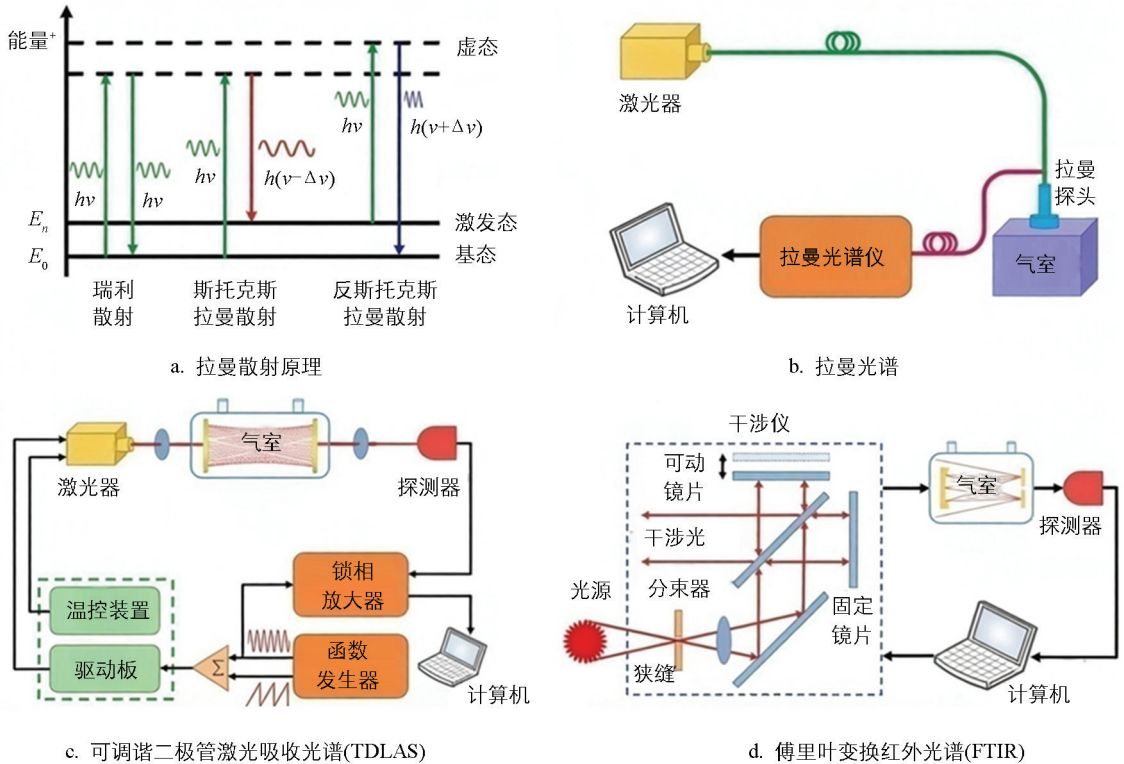 能量+
虚态
hν
hν
hν
h(ν−Δν)
hν
h(ν+Δν)
Eₙ
激发态
E₀
基态
瑞利
散射
斯托克斯
拉曼散射
反斯托克斯
拉曼散射
a. 拉曼散射原理
激光器
拉曼
探头
拉曼光谱仪
气室
计算机
b. 拉曼光谱
气室
激光器
探测器
锁相
放大器
温控装置
函数
发生器
驱动板
Σ
计算机
c. 可调谐二极管激光吸收光谱(TDLAS)
干涉仪
可动
镜片
气室
探测器
干涉光
光源
分束器
固定
镜片
狭缝
计算机
d. 傅里叶变换红外光谱(FTIR)